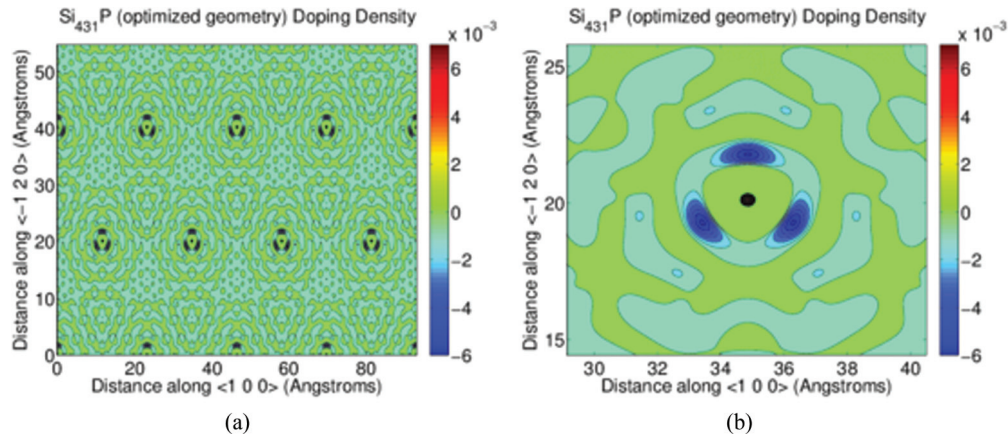 Si431P (optimized geometry) Doping Density
x 10−3
Distance along <−1 2 0> (Angstroms)
50
40
30
20
10
0
0 20 40 60 80
Distance along <1 0 0> (Angstroms)
6
4
2
0
−2
−4
−6
(a)
Si431P (optimized geometry) Doping Density
x 10−3
Distance along <−1 2 0> (Angstroms)
25
20
15
30 32 34 36 38 40
Distance along <1 0 0> (Angstroms)
6
4
2
0
−2
−4
−6
(b)